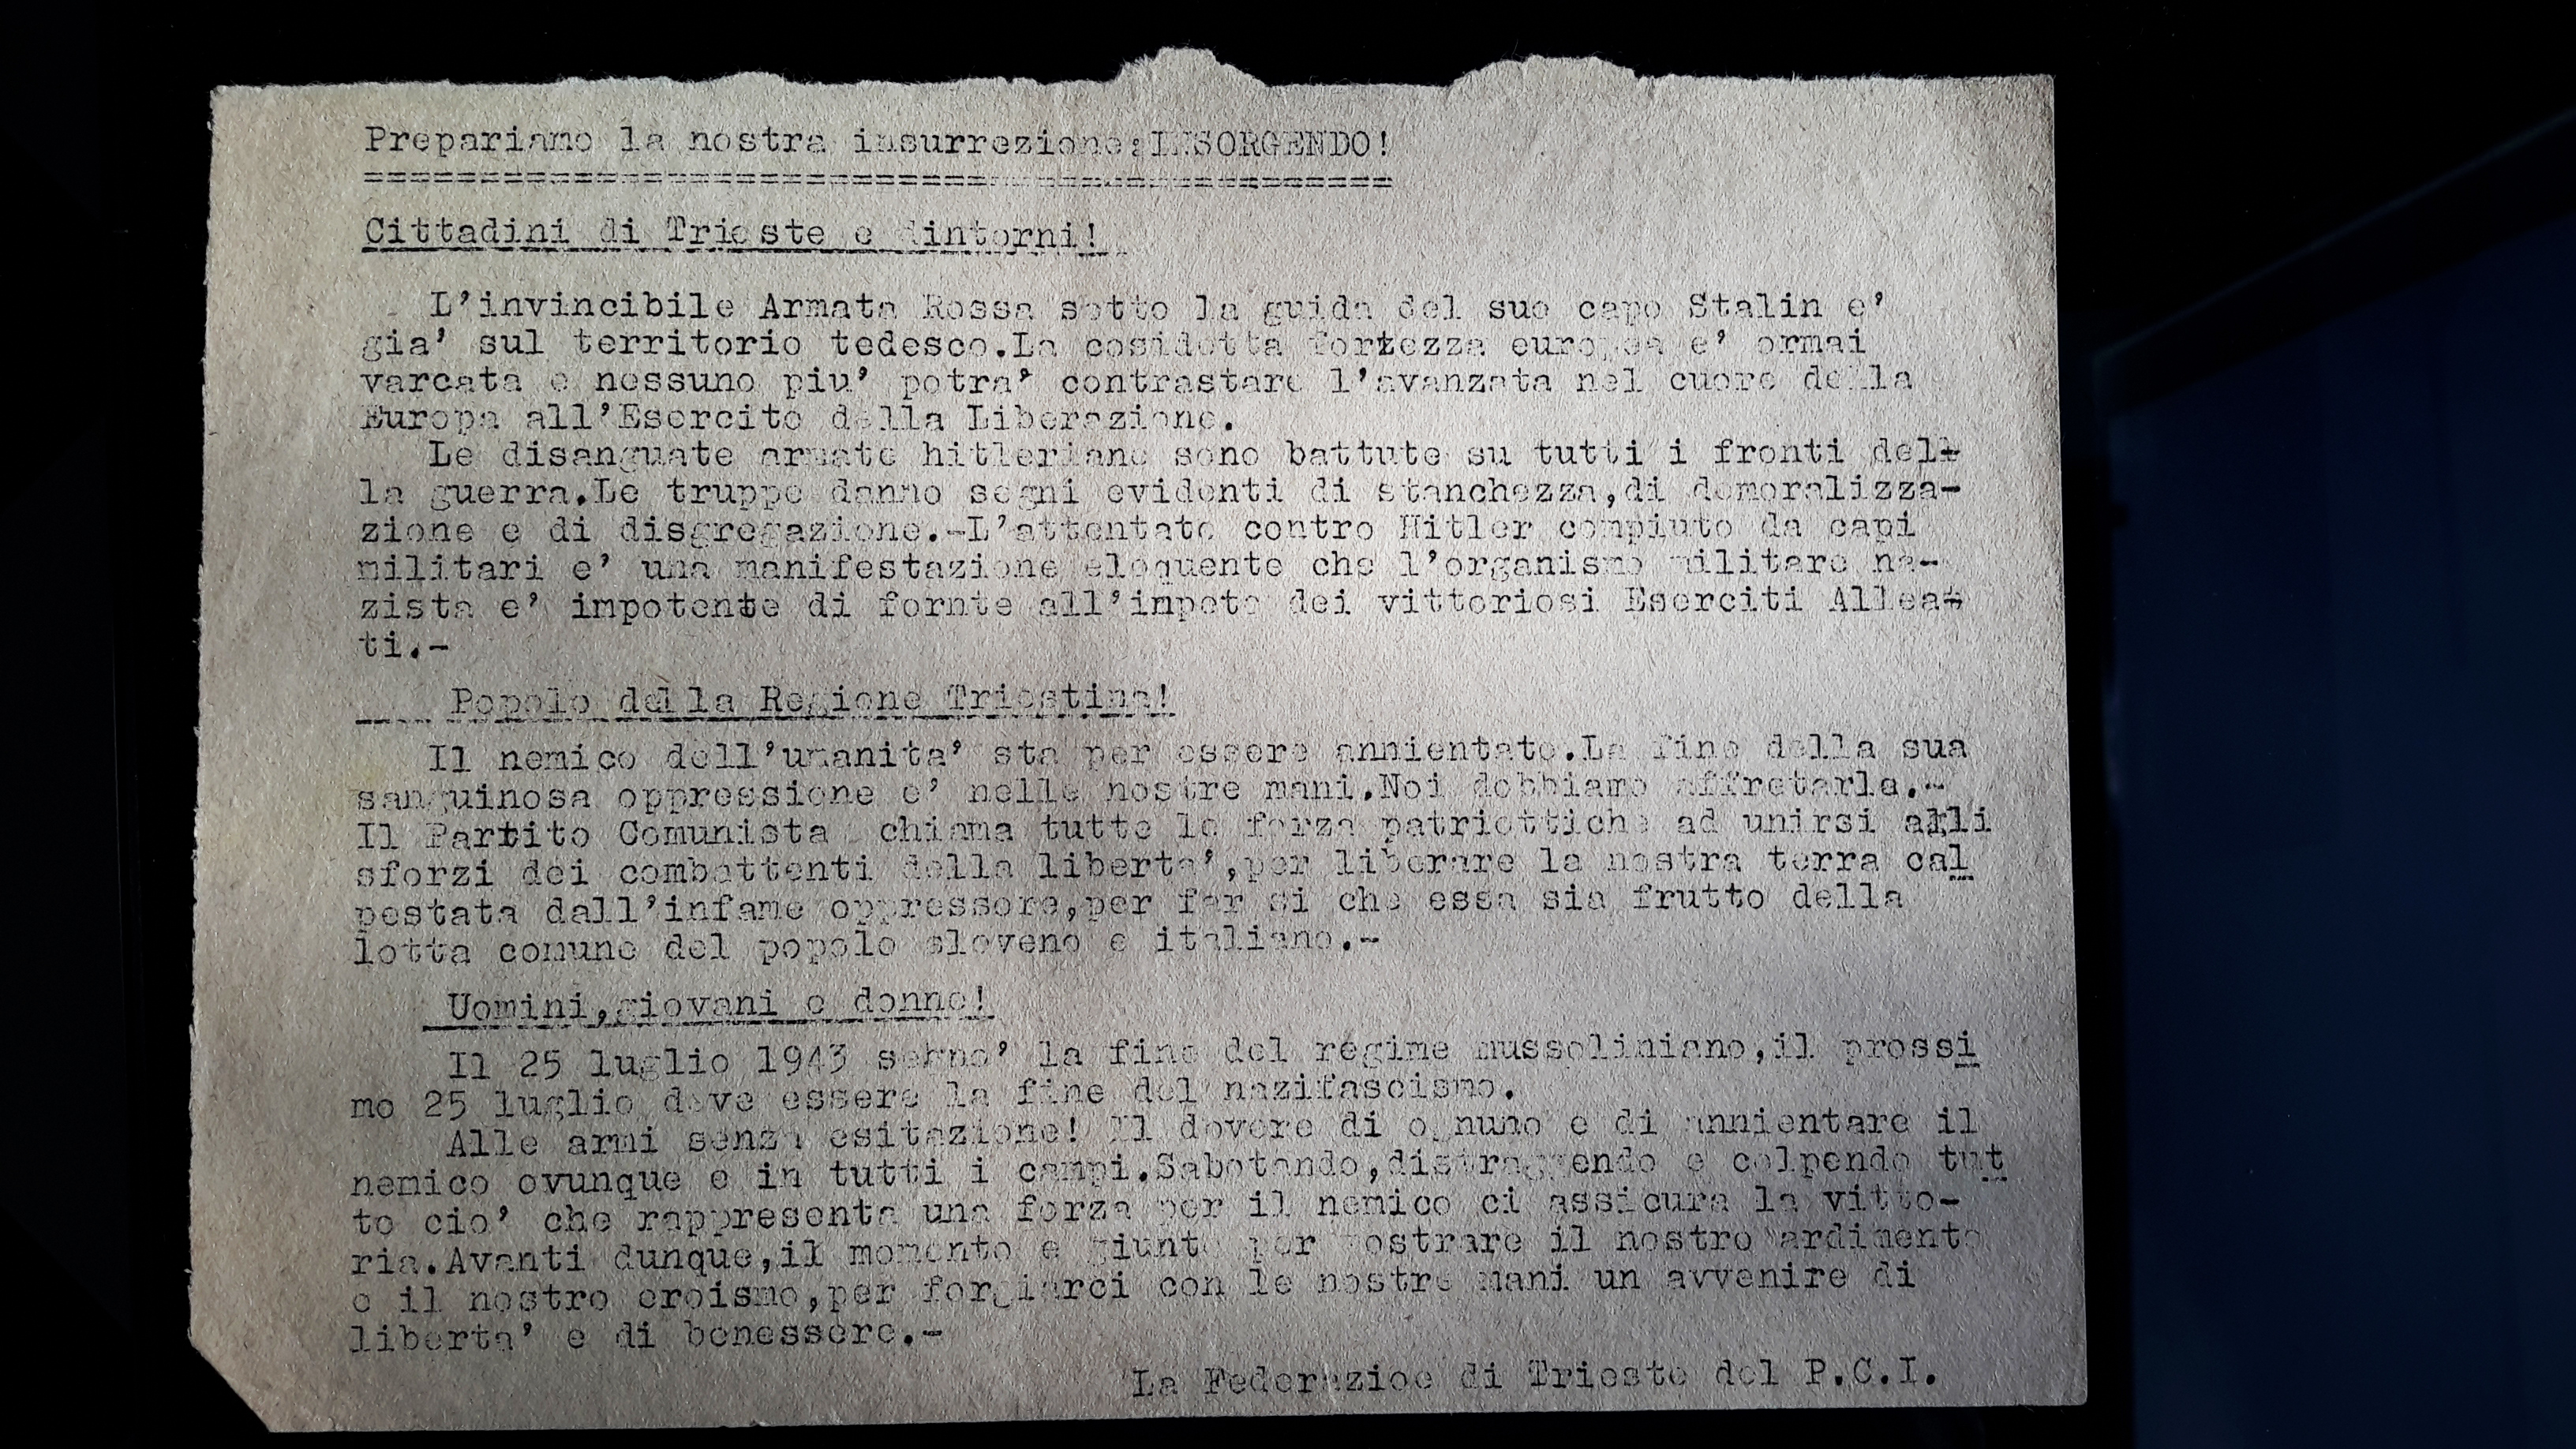 Prepariamo la nostra insurrezione:INSORGENDO!
=============================================
Cittadini di Trieste e dintorni!
L'invincibile Armata Rossa sotto la guida del suo capo Stalin e'
gia' sul territorio tedesco.La cosidetta fortezza europea e' ormai
varcata e nessuno piu' potra' contrastare l'avanzata nel cuore della
Europa all'Esercito della Liberazione.
Le disanguate armate hitleriane sono battute su tutti i fronti del
la guerra.Le truppe danno segni evidenti di stanchezza,di demoralizza-
zione e di disgregazione.-L'attentato contro Hitler compiuto da capi
militari e' una manifestazione eloquente che l'organismo militare na-
zista e' impotente di fornte all'impeto dei vittoriosi Eserciti Allea-
ti.-
Popolo della Regione Triestina!
Il nemico dell'umanita' sta per essere annientato.La fine della sua
sanguinosa oppressione e' nelle nostre mani.Noi dobbiamo affretarla.-
Il Partito Comunista chiama tutte le forze patriottiche ad unirsi agli
sforzi dei combattenti della liberta',per liberare la nostra terra cal
pestata dall'infame oppressore,per far si che essa sia frutto della
lotta comune del popolo sloveno e italiano.-
Uomini,giovani e donne!
Il 25 luglio 1943 segno' la fine del regime mussoliniano,il prossi
mo 25 luglio deve essere la fine del nazifascismo.
Alle armi senza esitazione! Il dovere di ognuno e di annientare il
nemico ovunque e in tutti i campi.Sabotando,distruggendo e colpendo tut
to cio' che rappresenta una forza per il nemico ci assicura la vitto-
ria.Avanti dunque,il momento e giunto per mostrare il nostro ardimento
e il nostro eroismo,per forgiarci con le nostre mani un avvenire di
liberta' e di benessere.-
La Federazioe di Trieste del P.C.I.